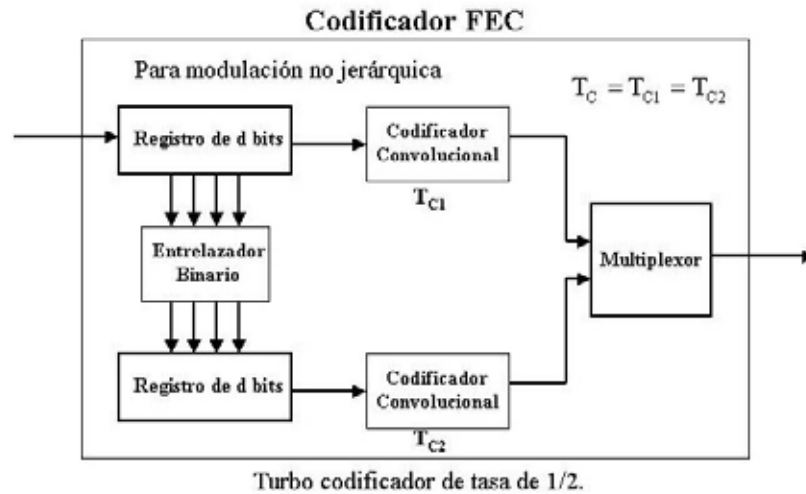 Codificador FEC
Para modulación no jerárquica
T_C = T_C1 = T_C2
Registro de d bits
Codificador
Convolucional
T_C1
Entrelazador
Binario
Multiplexor
Registro de d bits
Codificador
Convolucional
T_C2
Turbo codificador de tasa de 1/2.